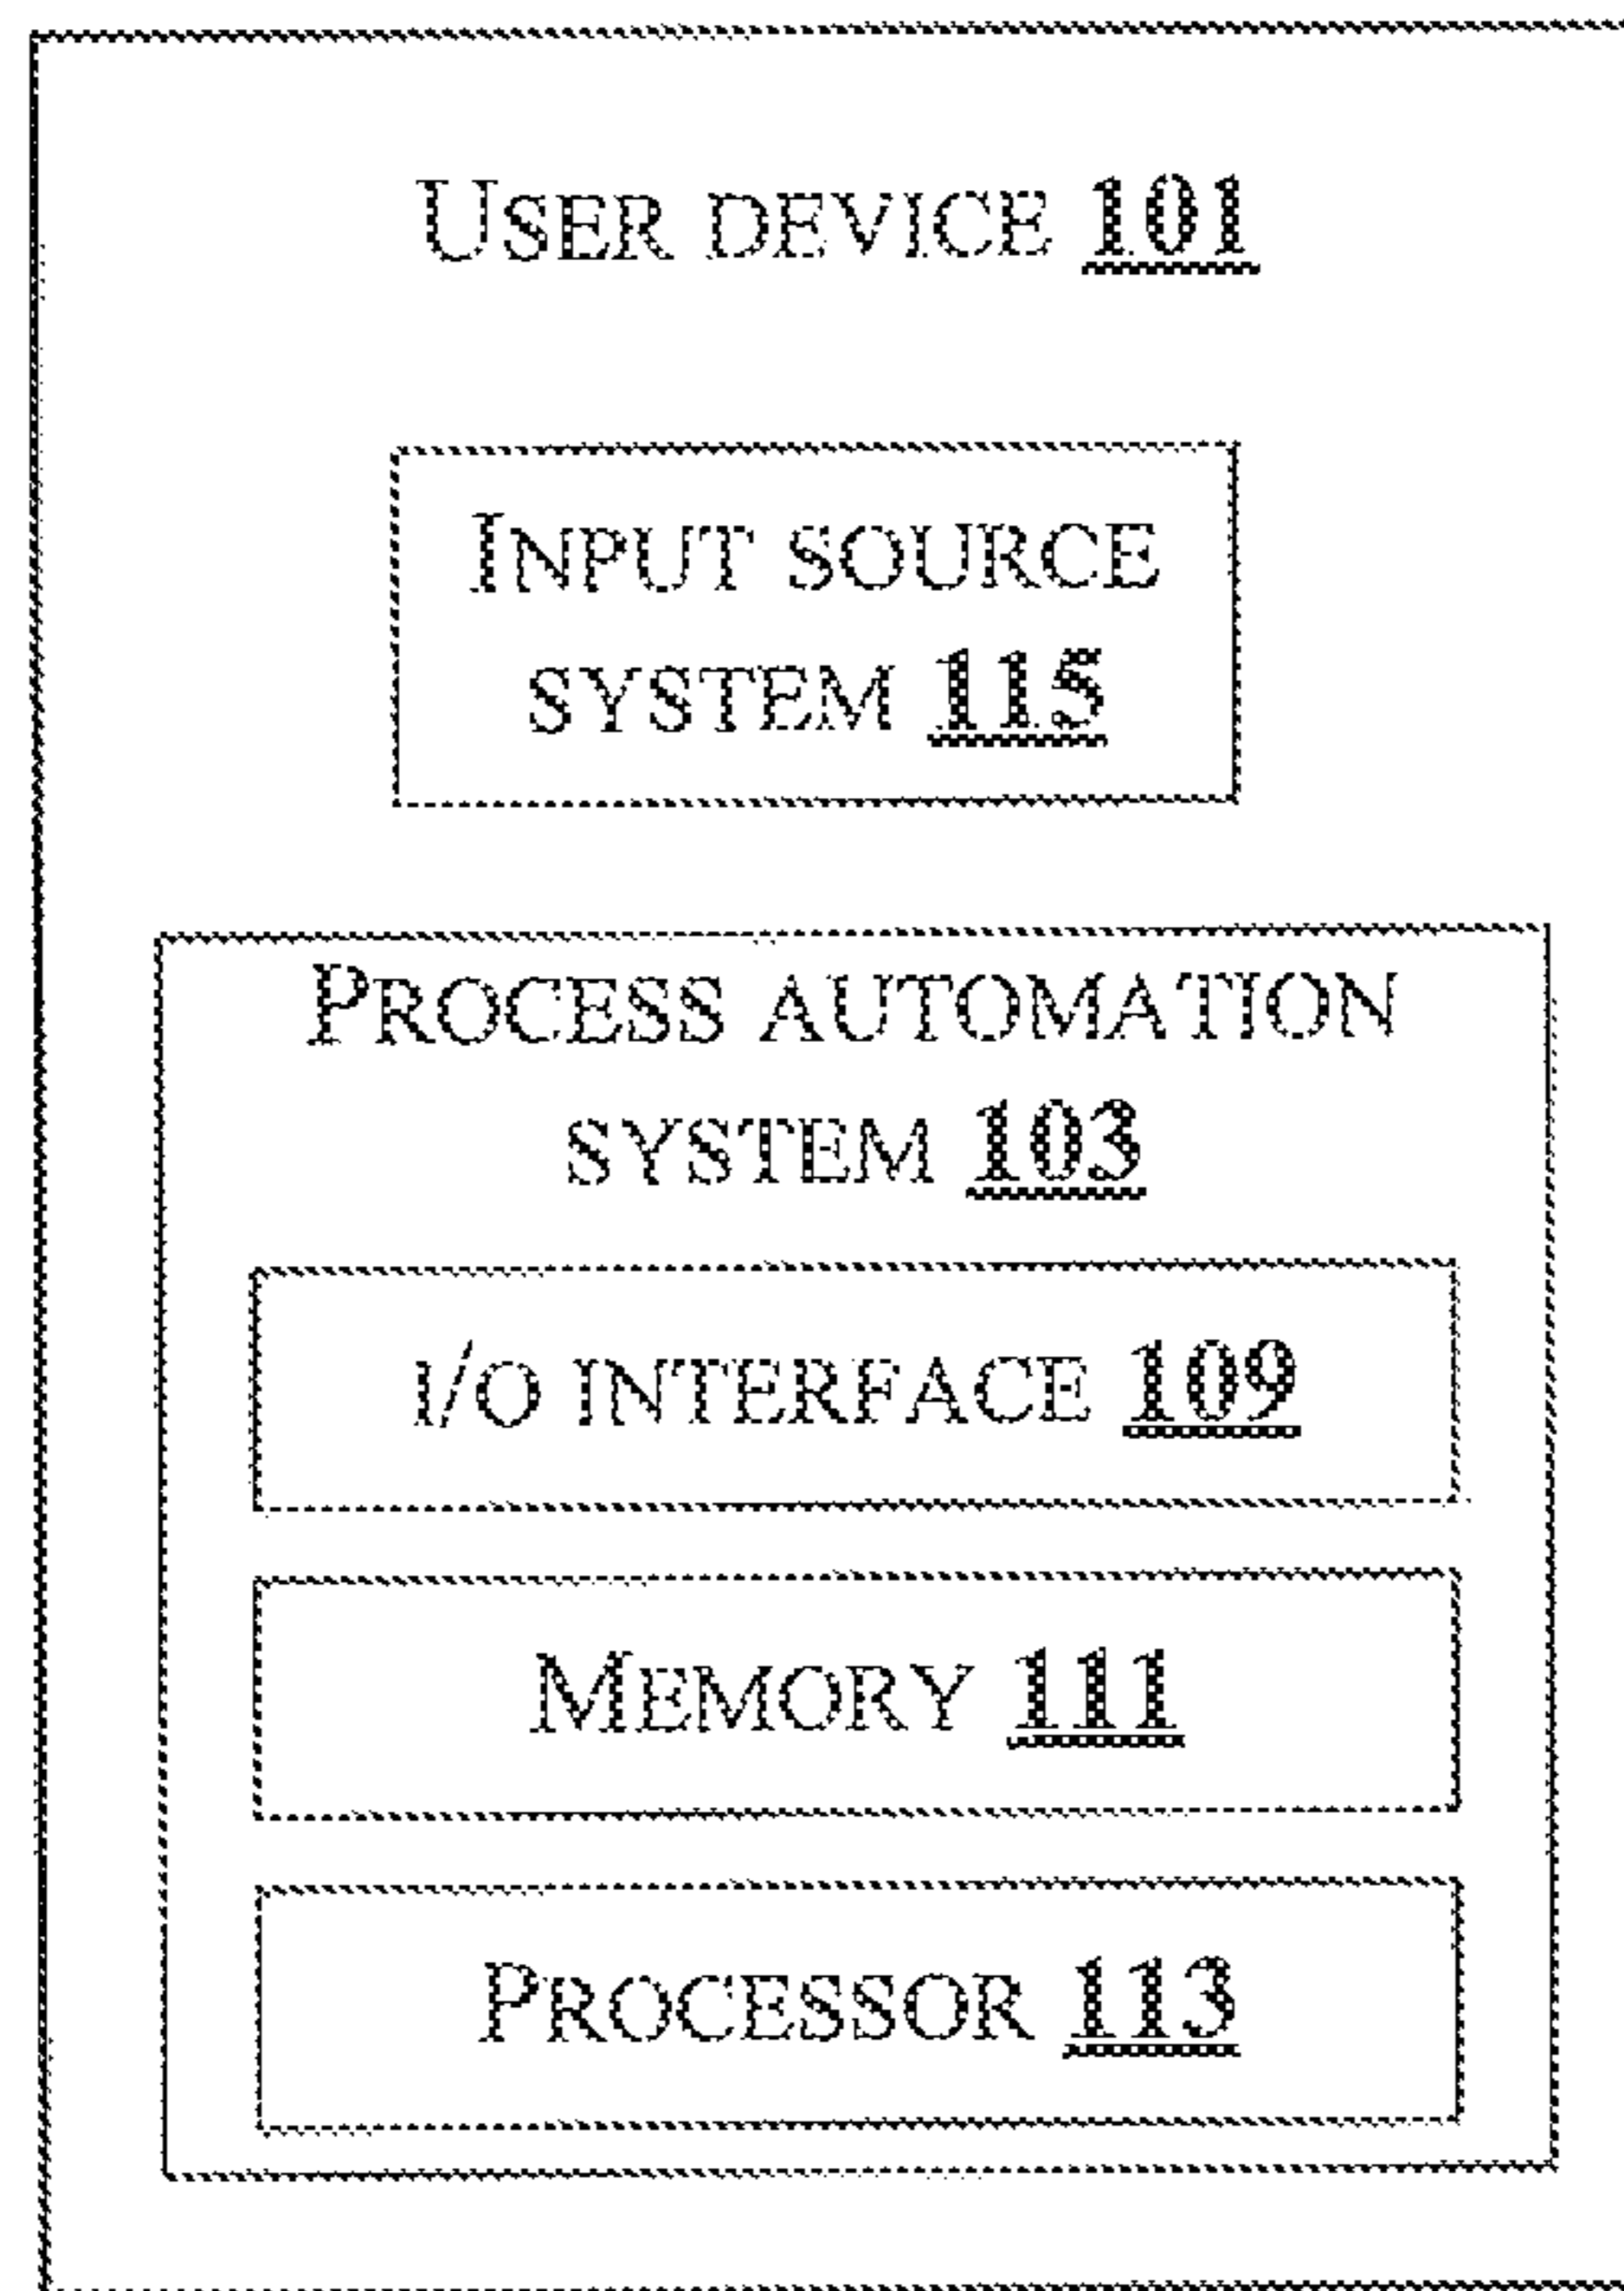 User device 101
Input source
system 115
Process automation
system 103
i/o interface 109
Memory 111
Processor 113